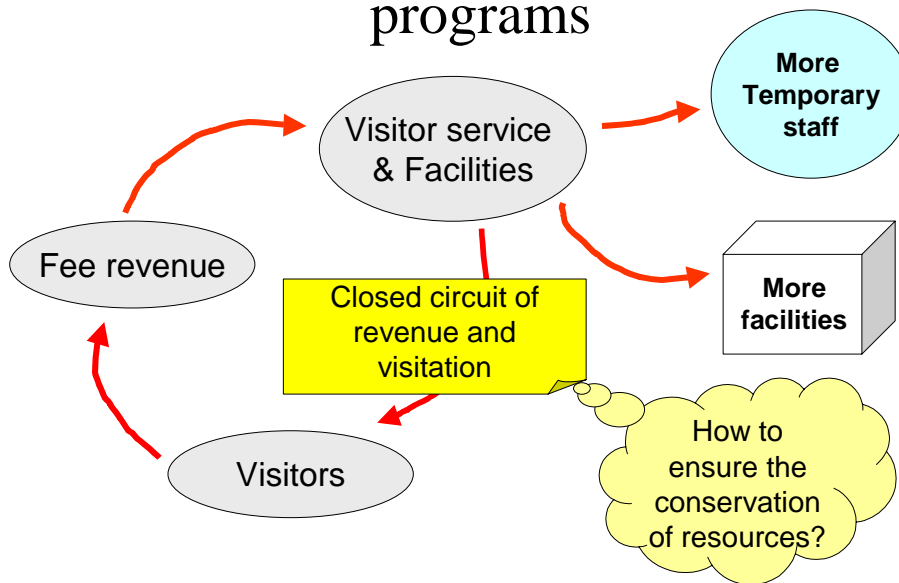 programs
More
Temporary
staff
Visitor service
& Facilities
Fee revenue
Closed circuit of
revenue and
visitation
More
facilities
How to
ensure the
conservation
of resources?
Visitors